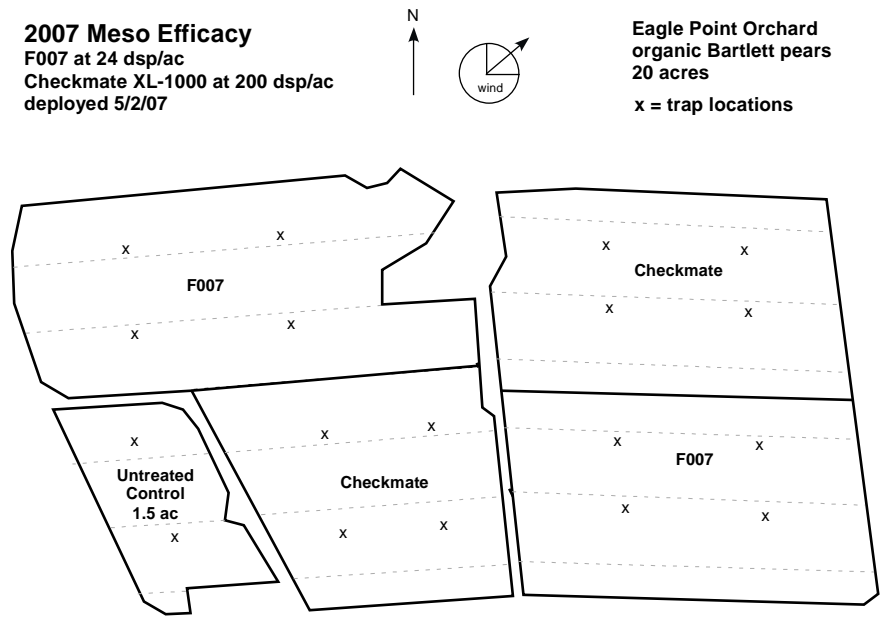 2007 Meso Efficacy
F007 at 24 dsp/ac
Checkmate XL-1000 at 200 dsp/ac
deployed 5/2/07
N
wind
Eagle Point Orchard
organic Bartlett pears
20 acres
x = trap locations
x x
F007
x x
x x
Checkmate
x x
x
Untreated
Control
1.5 ac
x
x x
Checkmate
x x
x x
F007
x x